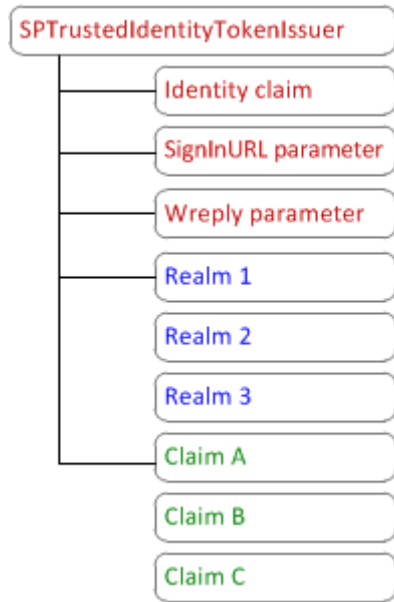 SPTrustedIdentityTokenIssuer
Identity claim
SignInURL parameter
Wreply parameter
Realm 1
Realm 2
Realm 3
Claim A
Claim B
Claim C